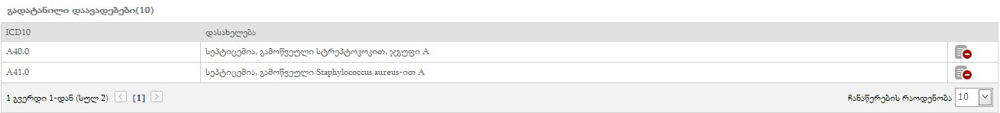 გადატანილი დაავადებები(10)
ICD10 დასახელება
A40.0 სეპტიცემია, გამოწვეული სტრეპტოკოკით, ჯგუფი A
A41.0 სეპტიცემია, გამოწვეული Staphylococcus aureus-ით A
1 გვერდი 1-დან (სულ 2) [1] ჩანაწერების რაოდენობა 10